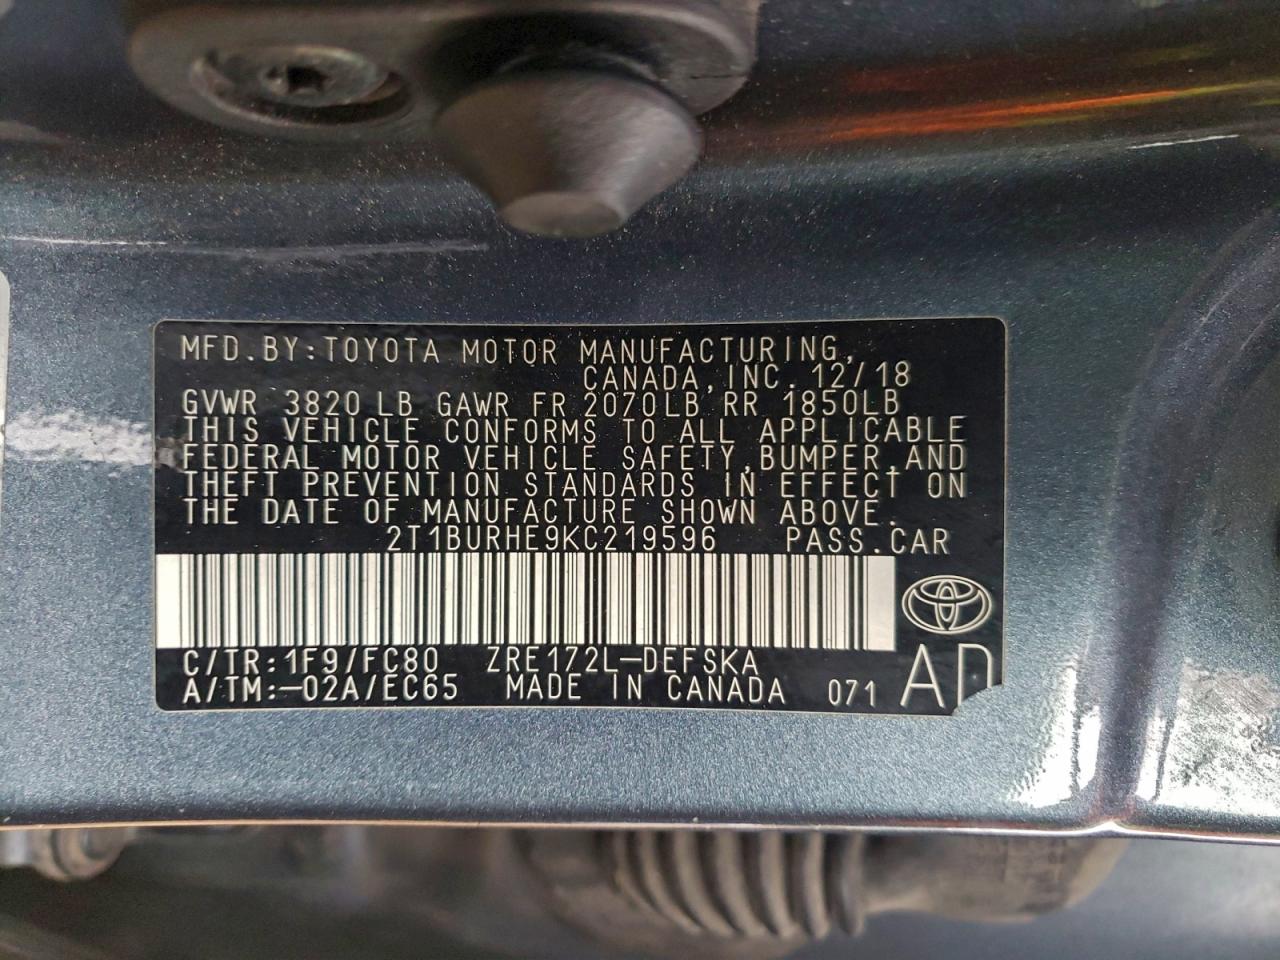 MFD.BY:TOYOTA MOTOR MANUFACTURING,
CANADA,INC. 12/18
GVWR 3820 LB GAWR FR 2070LB RR 1850LB
THIS VEHICLE CONFORMS TO ALL APPLICABLE
FEDERAL MOTOR VEHICLE SAFETY,BUMPER,AND
THEFT PREVENTION STANDARDS IN EFFECT ON
THE DATE OF MANUFACTURE SHOWN ABOVE.
2T1BURHE9KC219596 PASS.CAR
C/TR:1F9/FC80 ZRE172L-DEFSKA
A/TM:-02A/EC65 MADE IN CANADA 071 AD